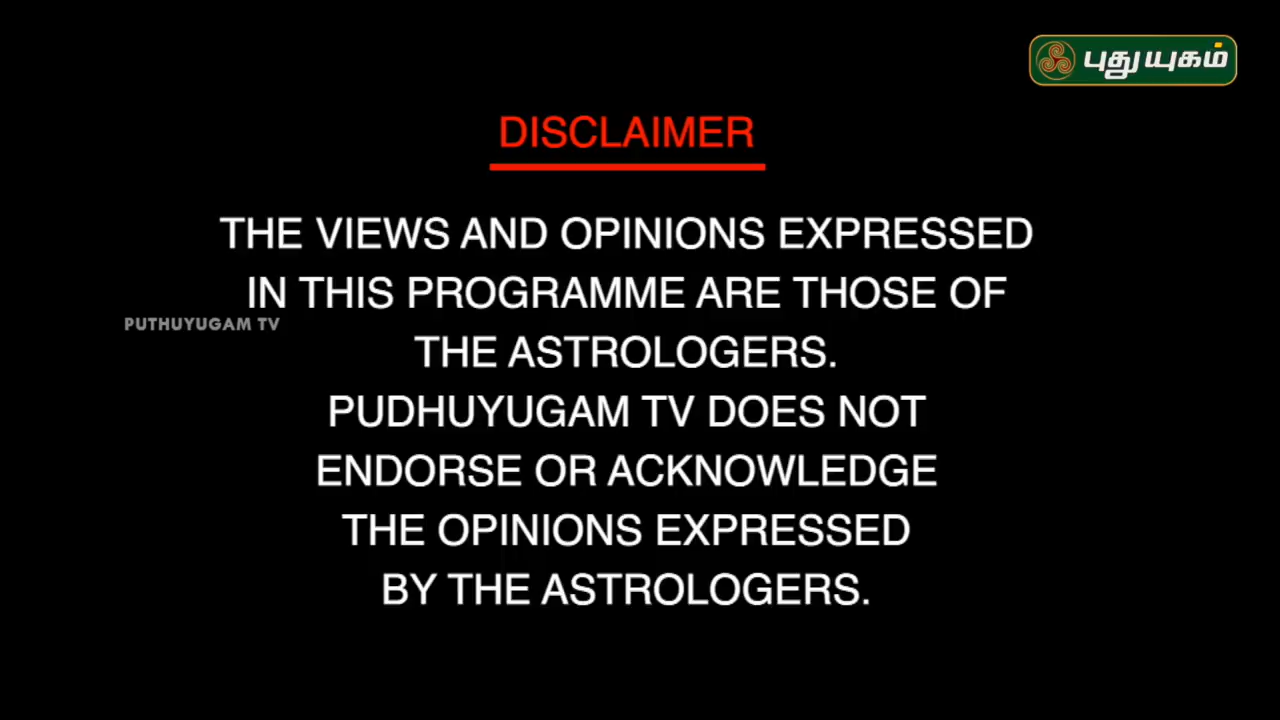 புதுயுகம்
DISCLAIMER
THE VIEWS AND OPINIONS EXPRESSED
IN THIS PROGRAMME ARE THOSE OF
PUTHUYUGAM TV
THE ASTROLOGERS.
PUDHUYUGAM TV DOES NOT
ENDORSE OR ACKNOWLEDGE
THE OPINIONS EXPRESSED
BY THE ASTROLOGERS.